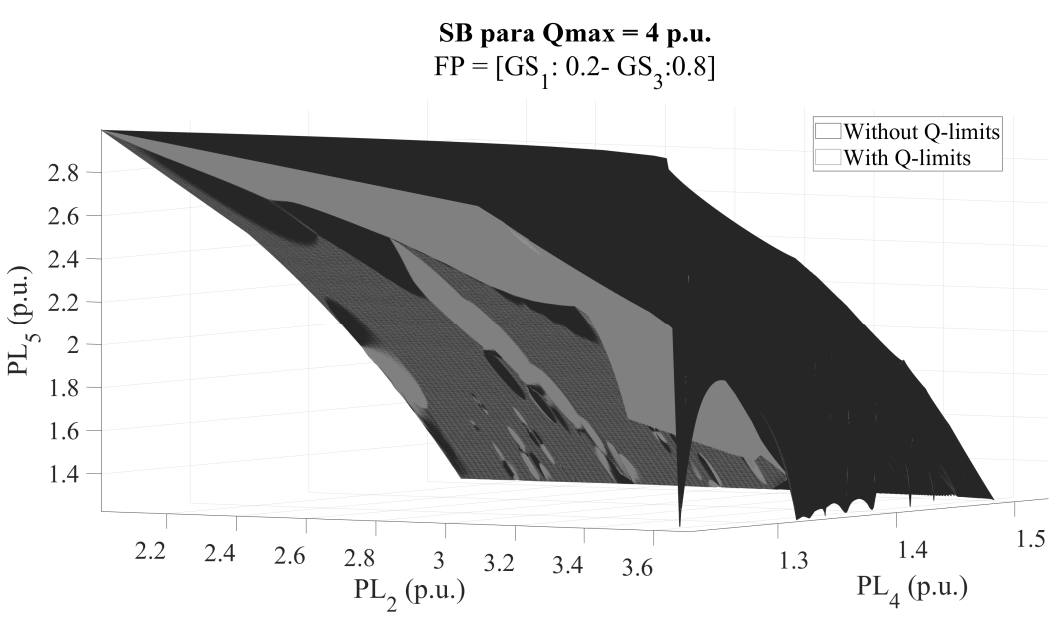 SB para Qmax = 4 p.u.
FP = [GS1: 0.2- GS3:0.8]
Without Q-limits
With Q-limits
2.8
2.6
2.4
2.2
2
1.8
1.6
1.4
PL5 (p.u.)
2.2
2.4
2.6
2.8
3
3.2
3.4
3.6
PL2 (p.u.)
1.3
1.4
1.5
PL4 (p.u.)